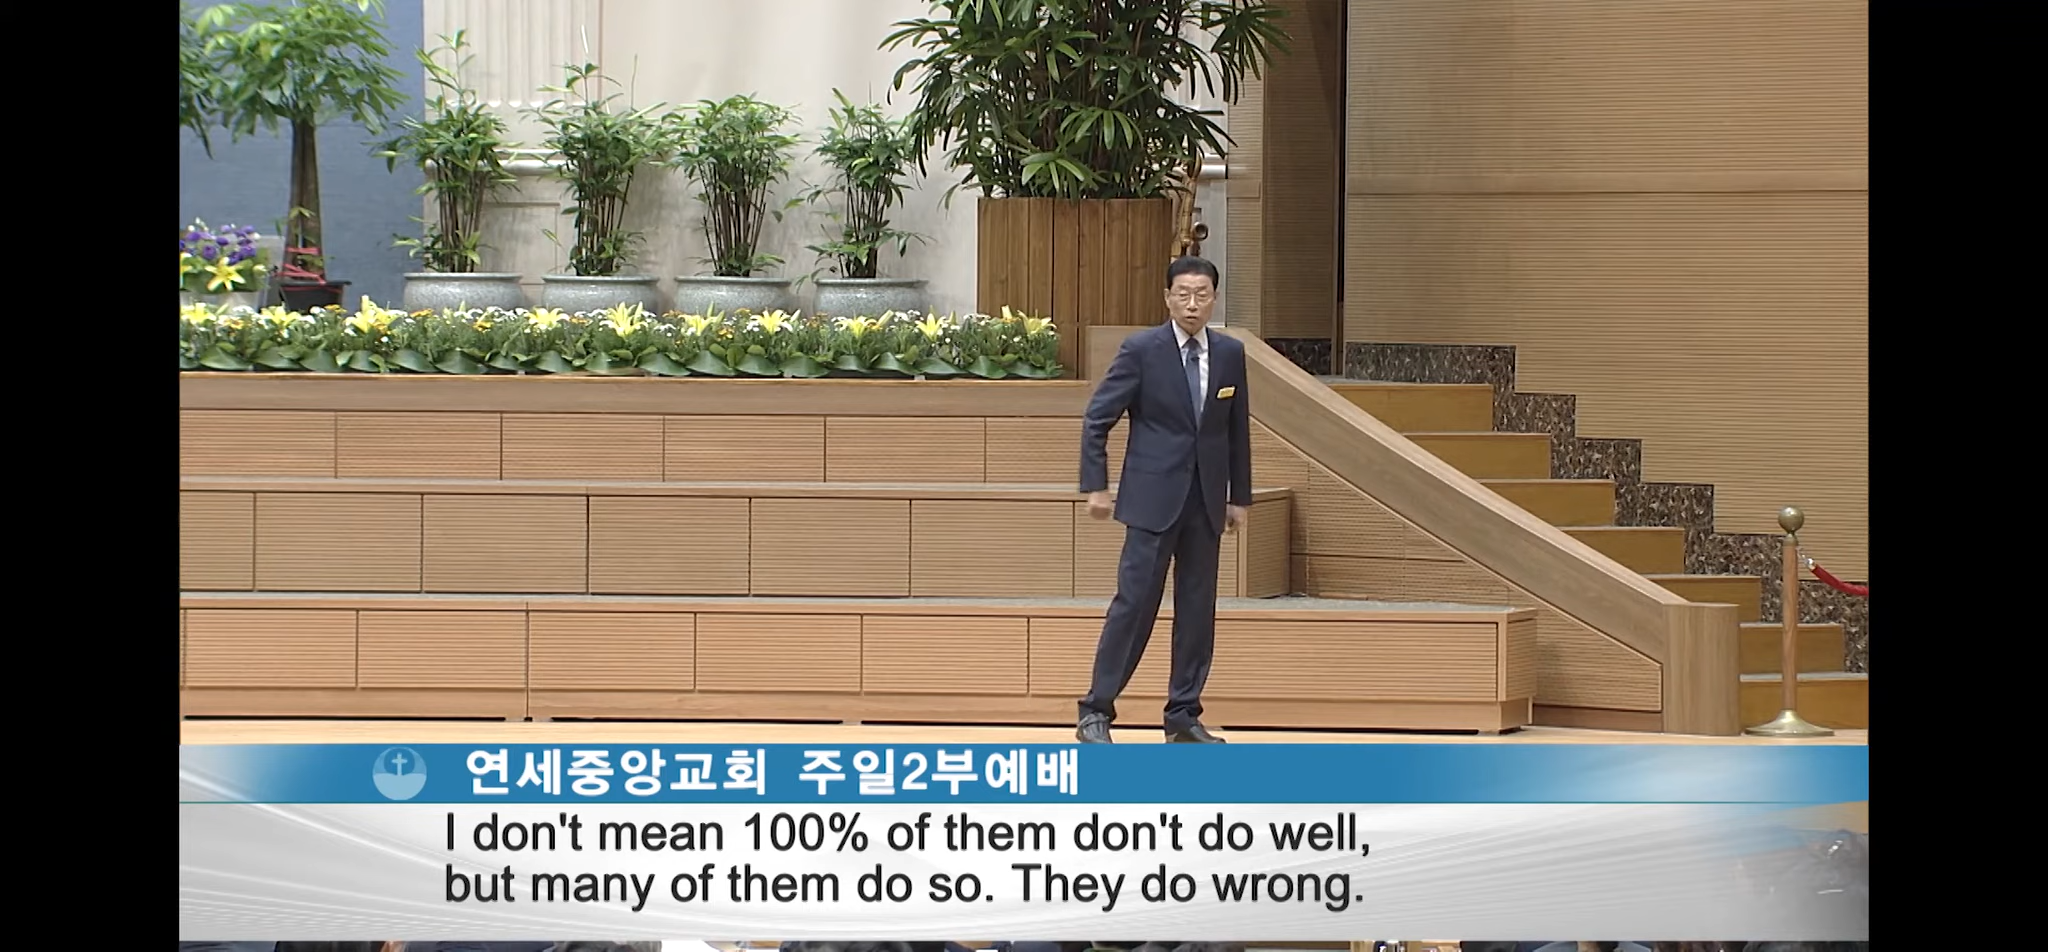 연세중앙교회 주일2부예배
I don't mean 100% of them don't do well,
but many of them do so. They do wrong.